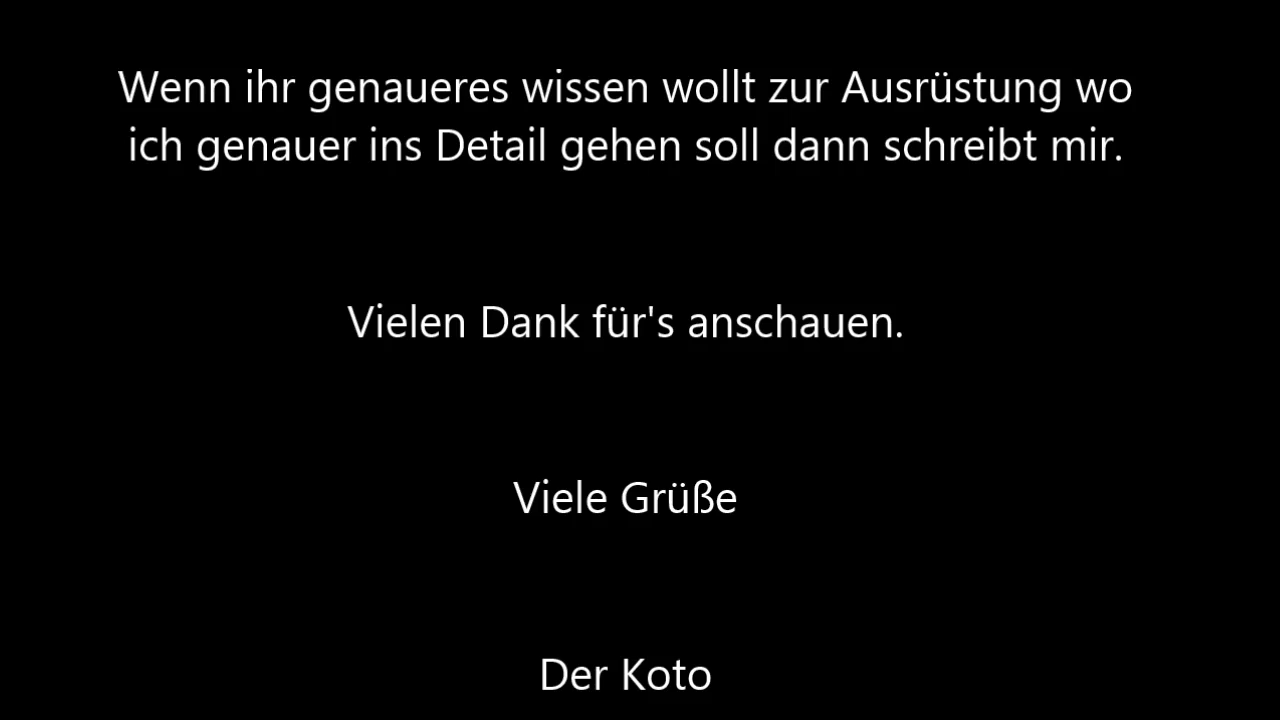 Wenn ihr genaueres wissen wollt zur Ausrüstung wo
ich genauer ins Detail gehen soll dann schreibt mir.
Vielen Dank für's anschauen.
Viele Grüße
Der Koto